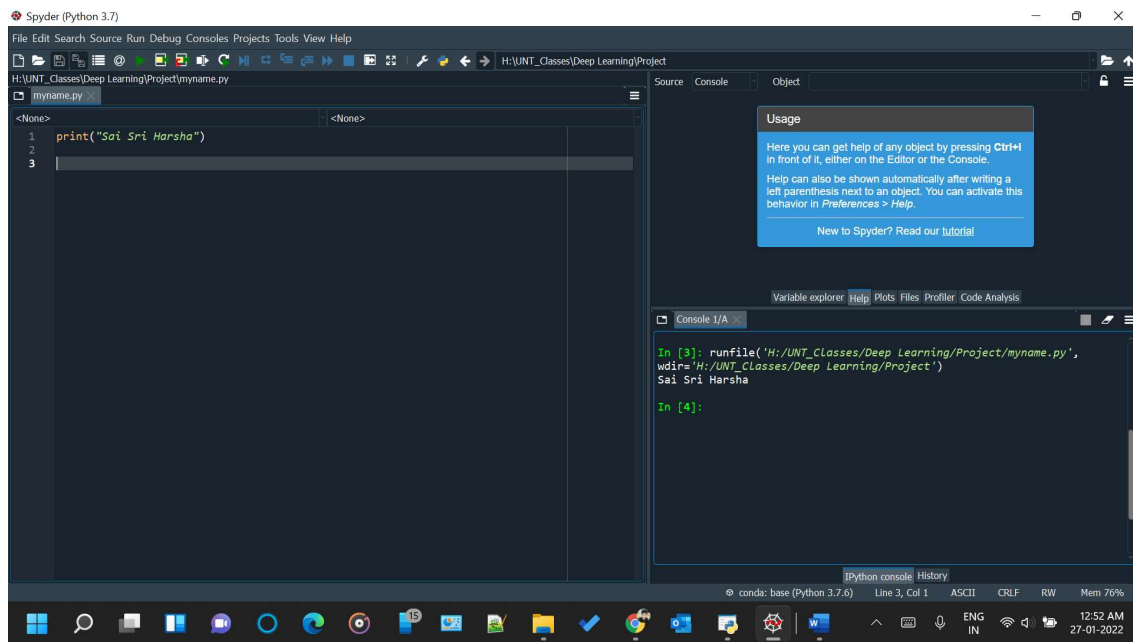 Spyder (Python 3.7)
File Edit Search Source Run Debug Consoles Projects Tools View Help
H:\UNT_Classes\Deep Learning\Project
H:\UNT_Classes\Deep Learning\Project\myname.py
myname.py
<None> <None>
1 print("Sai Sri Harsha")
2
3
Source Console Object
Usage
Here you can get help of any object by pressing Ctrl+I
in front of it, either on the Editor or the Console.
Help can also be shown automatically after writing a
left parenthesis next to an object. You can activate this
behavior in Preferences > Help.
New to Spyder? Read our tutorial
Variable explorer Help Plots Files Profiler Code Analysis
Console 1/A
In [3]: runfile('H:/UNT_Classes/Deep Learning/Project/myname.py',
wdir='H:/UNT_Classes/Deep Learning/Project')
Sai Sri Harsha
In [4]:
IPython console History
conda: base (Python 3.7.6) Line 3, Col 1 ASCII CRLF RW Mem 76%
15
ENG
IN
12:52 AM
27-01-2022